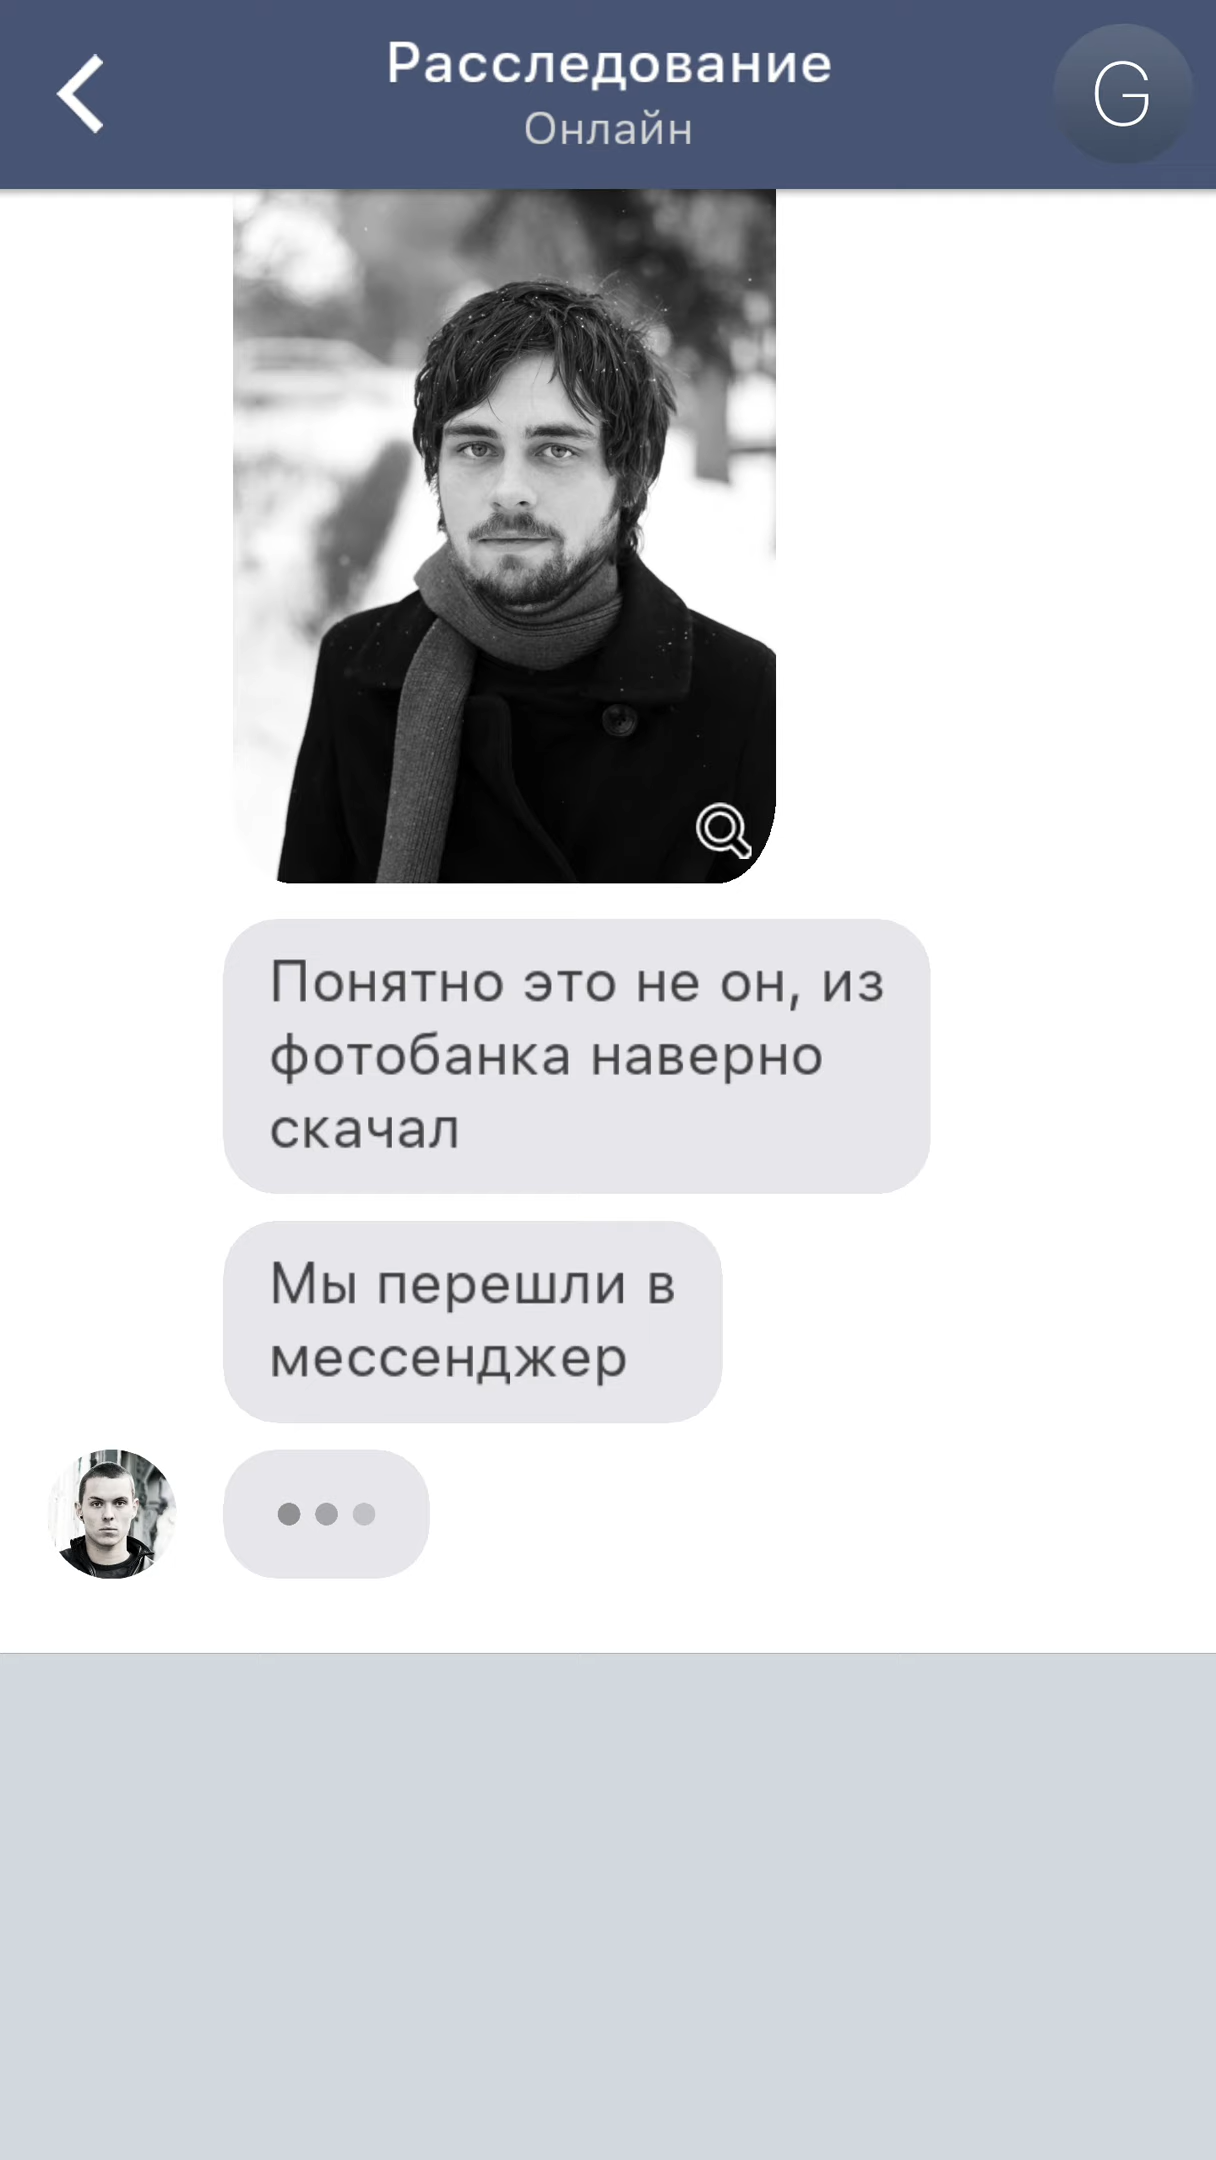 Расследование
Онлайн
G
Понятно это не он, из
фотобанка наверно
скачал
Мы перешли в
мессенджер